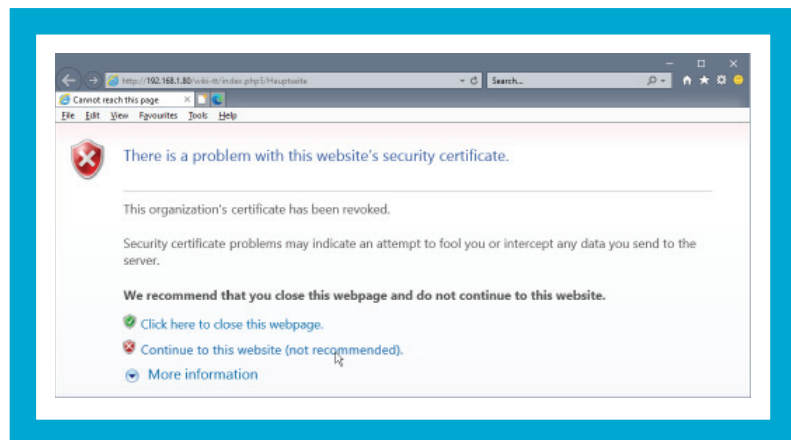 http://192.168.1.80/wiki-tt/index.php5/Hauptseite
Search...
Cannot reach this page
File Edit View Favourites Tools Help
There is a problem with this website's security certificate.
This organization's certificate has been revoked.
Security certificate problems may indicate an attempt to fool you or intercept any data you send to the
server.
We recommend that you close this webpage and do not continue to this website.
Click here to close this webpage.
Continue to this website (not recommended).
More information